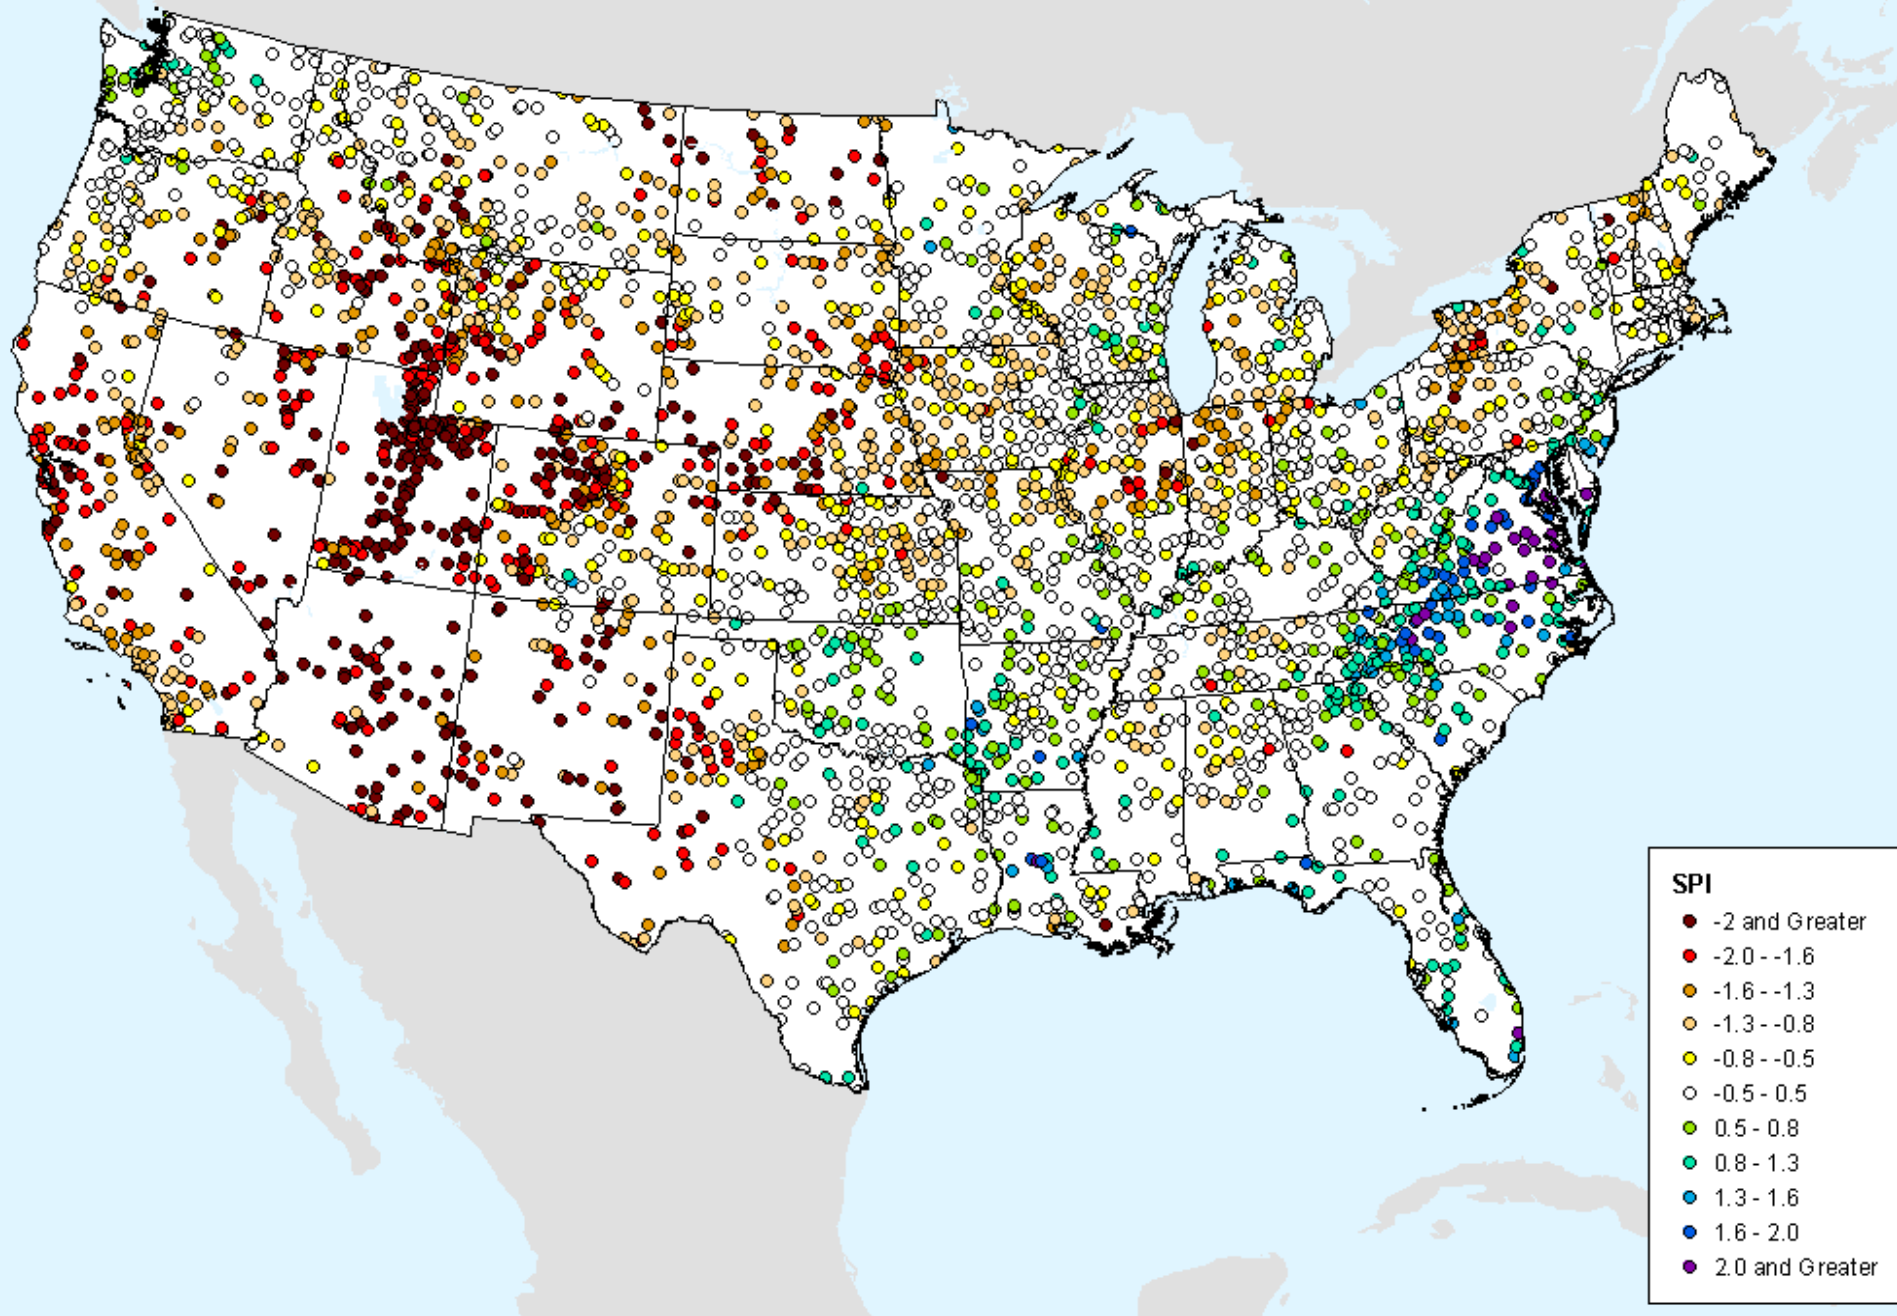 SPI
-2 and Greater
-2.0 - -1.6
-1.6 - -1.3
-1.3 - -0.8
-0.8 - -0.5
-0.5 - 0.5
0.5 - 0.8
0.8 - 1.3
1.3 - 1.6
1.6 - 2.0
2.0 and Greater